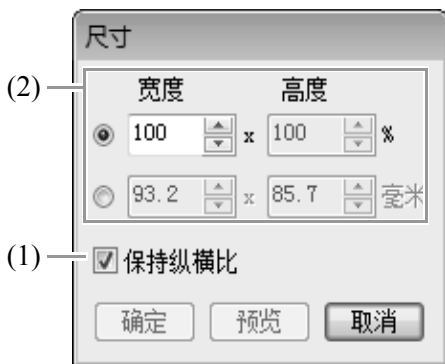 尺寸
(2)
宽度 高度
100 x 100 %
93.2 x 85.7 毫米
(1) 保持纵横比
确定 预览 取消